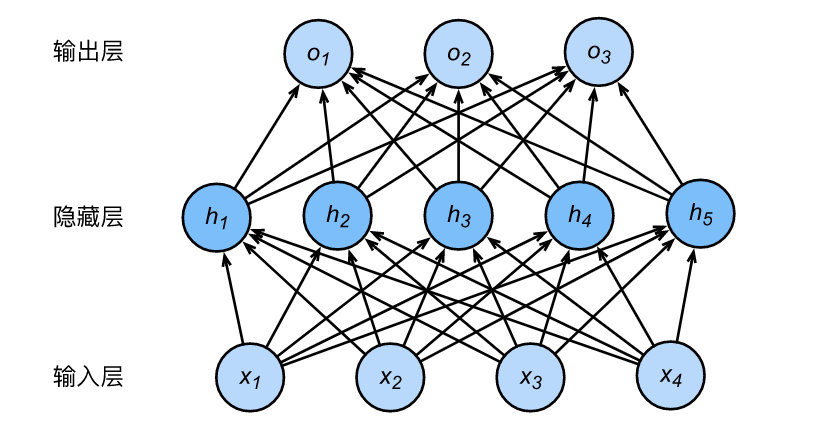 输出层 o1 o2 o3
隐藏层 h1 h2 h3 h4 h5
输入层 x1 x2 x3 x4